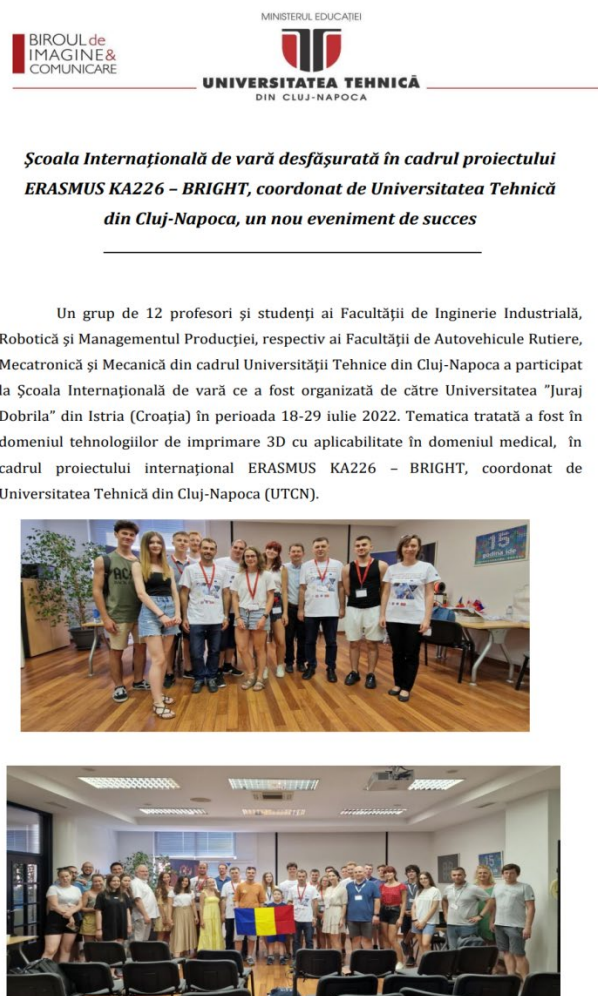 MINISTERUL EDUCAȚIEI
BIROUL de
IMAGINE&
COMUNICARE
UNIVERSITATEA TEHNICĂ
DIN CLUJ-NAPOCA
Şcoala Internaţională de vară desfăşurată în cadrul proiectului
ERASMUS KA226 – BRIGHT, coordonat de Universitatea Tehnică
din Cluj-Napoca, un nou eveniment de succes
Un grup de 12 profesori şi studenţi ai Facultăţii de Inginerie Industrială,
Robotică şi Managementul Producţiei, respectiv ai Facultăţii de Autovehicule Rutiere,
Mecatronică şi Mecanică din cadrul Universităţii Tehnice din Cluj-Napoca a participat
la Şcoala Internaţională de vară ce a fost organizată de către Universitatea ”Juraj
Dobrila” din Istria (Croaţia) în perioada 18-29 iulie 2022. Tematica tratată a fost în
domeniul tehnologiilor de imprimare 3D cu aplicabilitate în domeniul medical, în
cadrul proiectului internaţional ERASMUS KA226 – BRIGHT, coordonat de
Universitatea Tehnică din Cluj-Napoca (UTCN).
15
15